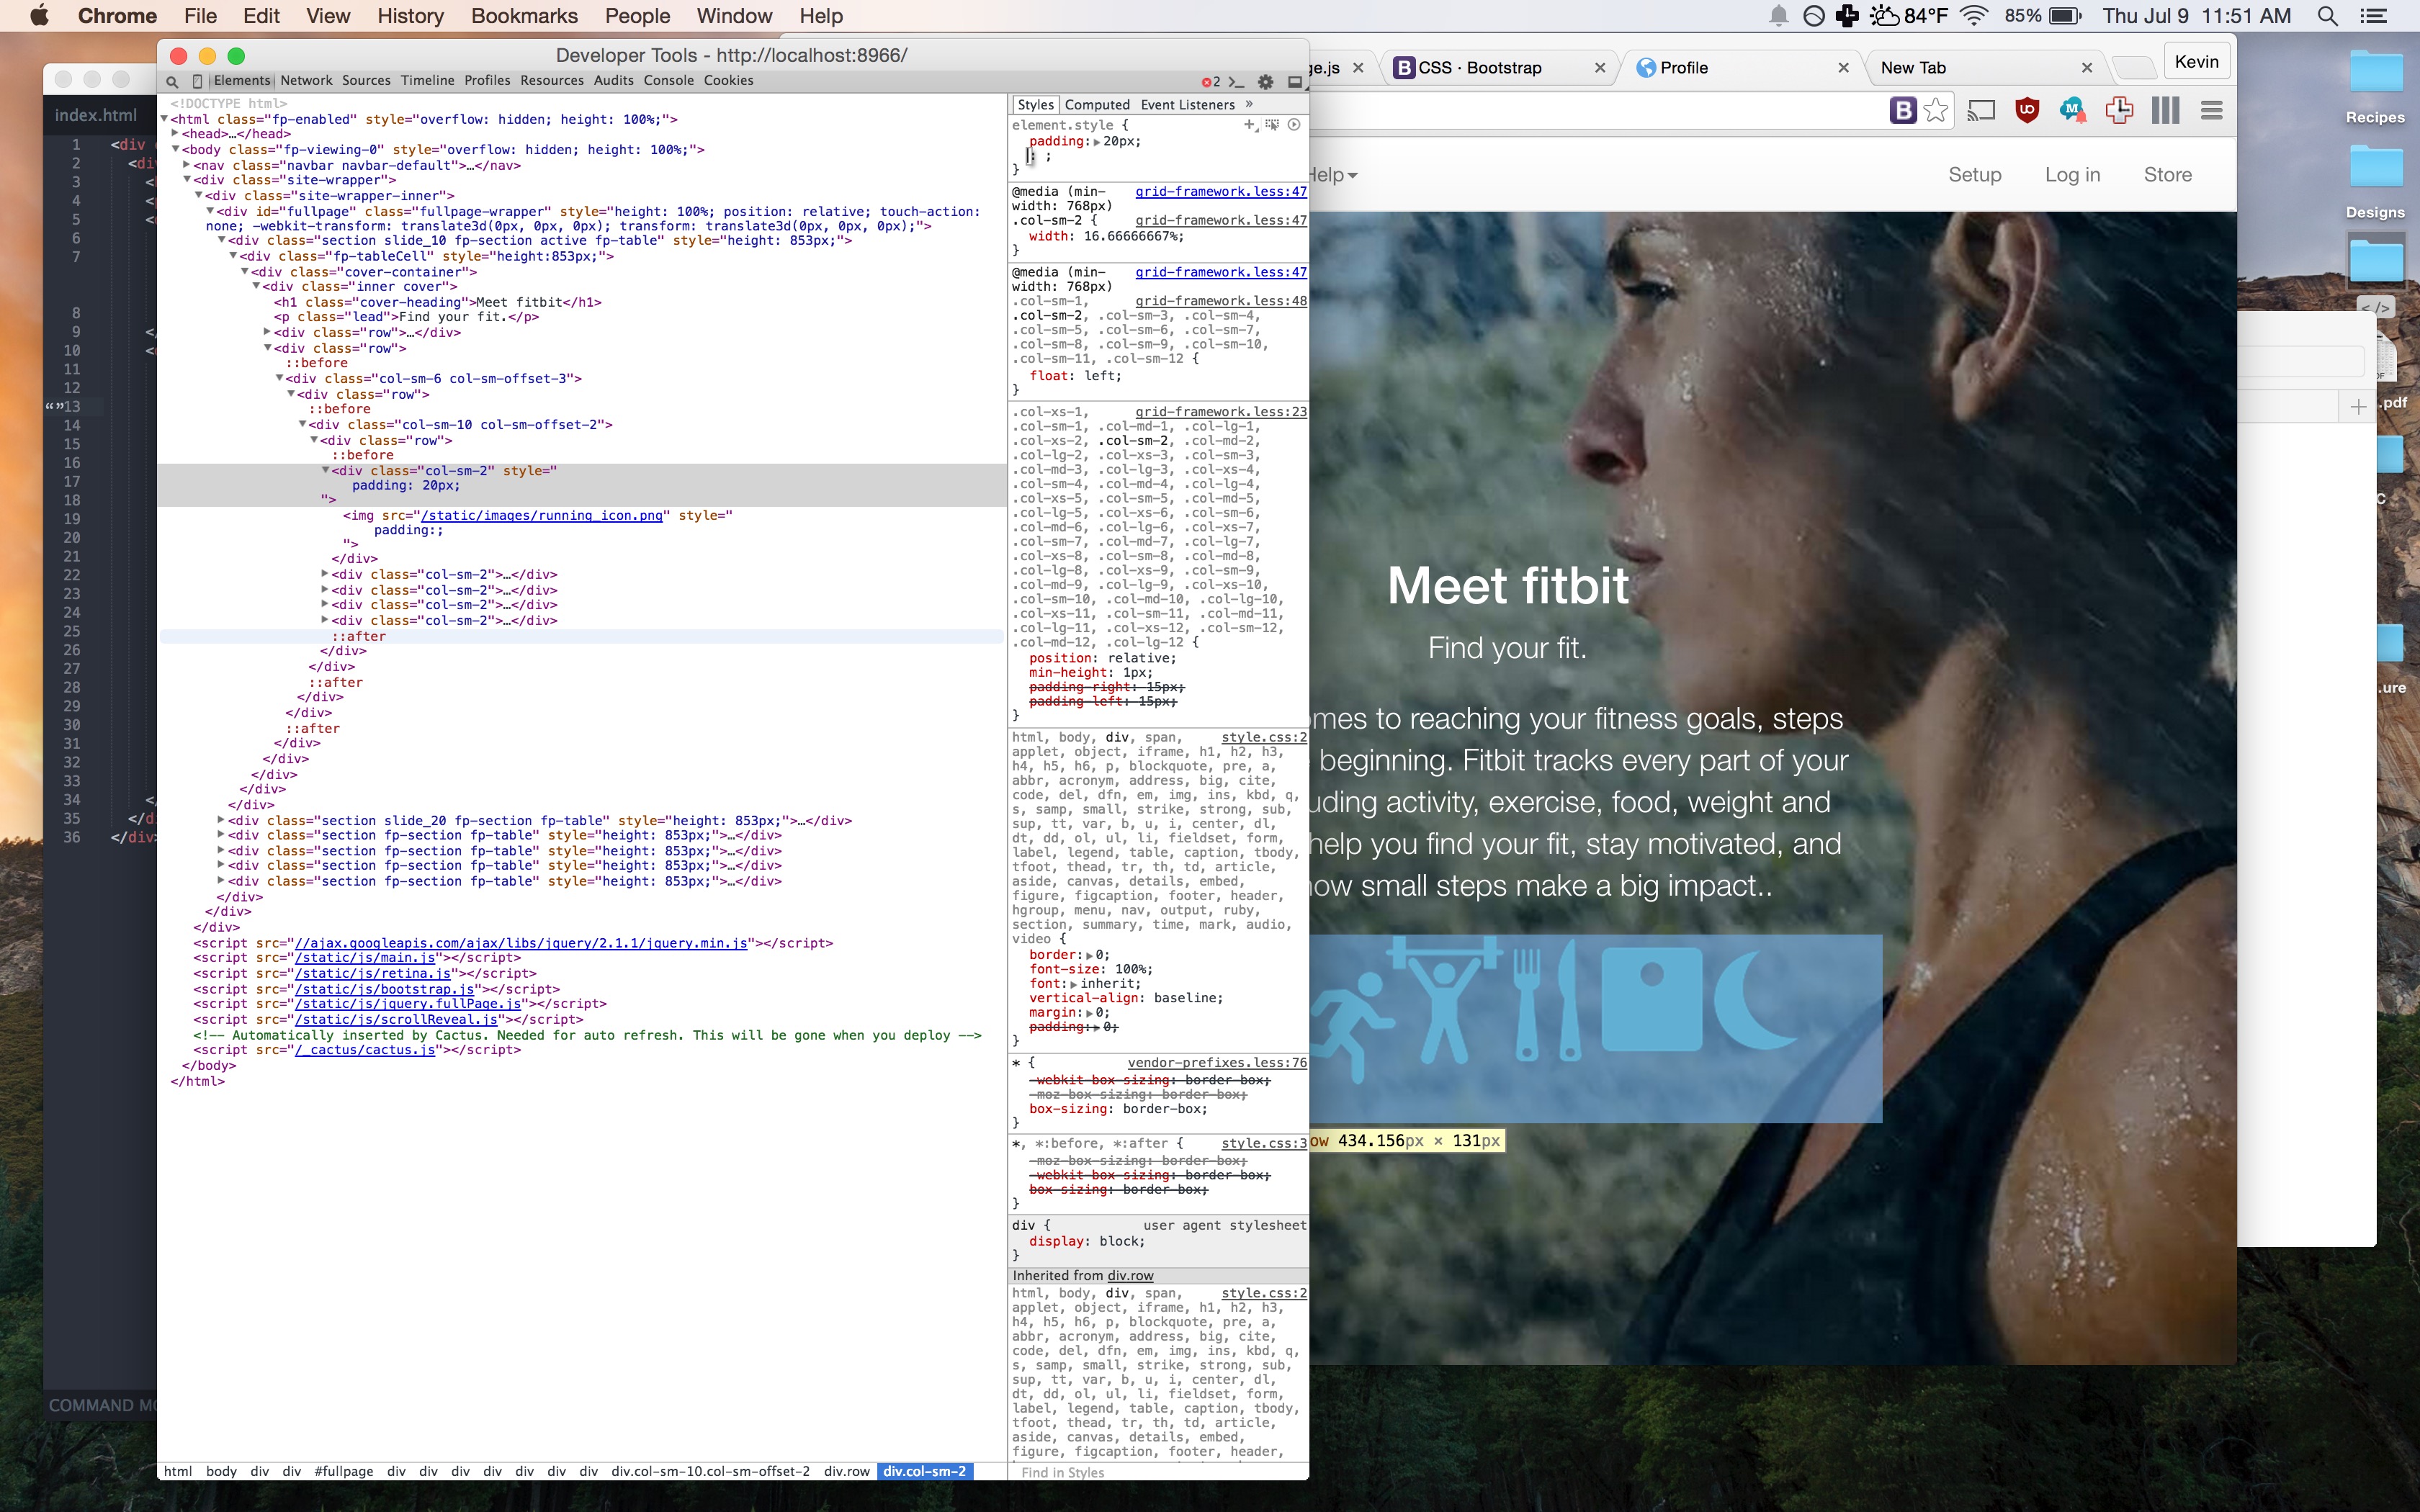 Chrome File Edit View History Bookmarks People Window Help
84°F 85% Thu Jul 9 11:51 AM
Developer Tools - http://localhost:8966/
Elements Network Sources Timeline Profiles Resources Audits Console Cookies
2
<!DOCTYPE html>
<html class="fp-enabled" style="overflow: hidden; height: 100%;">
<head>…</head>
<body class="fp-viewing-0" style="overflow: hidden; height: 100%;">
<nav class="navbar navbar-default">…</nav>
<div class="site-wrapper">
<div class="site-wrapper-inner">
<div id="fullpage" class="fullpage-wrapper" style="height: 100%; position: relative; touch-action:
none; -webkit-transform: translate3d(0px, 0px, 0px); transform: translate3d(0px, 0px, 0px);">
<div class="section slide_10 fp-section active fp-table" style="height: 853px;">
<div class="fp-tableCell" style="height:853px;">
<div class="cover-container">
<div class="inner cover">
<h1 class="cover-heading">Meet fitbit</h1>
<p class="lead">Find your fit.</p>
<div class="row">…</div>
<div class="row">
::before
<div class="col-sm-6 col-sm-offset-3">
<div class="row">
::before
<div class="col-sm-10 col-sm-offset-2">
<div class="row">
::before
<div class="col-sm-2" style="
padding: 20px;
">
<img src="/static/images/running_icon.png" style="
padding:;
">
</div>
<div class="col-sm-2">…</div>
<div class="col-sm-2">…</div>
<div class="col-sm-2">…</div>
<div class="col-sm-2">…</div>
::after
</div>
</div>
::after
</div>
</div>
::after
</div>
</div>
</div>
</div>
</div>
<div class="section slide_20 fp-section fp-table" style="height: 853px;">…</div>
<div class="section fp-section fp-table" style="height: 853px;">…</div>
<div class="section fp-section fp-table" style="height: 853px;">…</div>
<div class="section fp-section fp-table" style="height: 853px;">…</div>
<div class="section fp-section fp-table" style="height: 853px;">…</div>
</div>
</div>
</div>
<script src="//ajax.googleapis.com/ajax/libs/jquery/2.1.1/jquery.min.js"></script>
<script src="/static/js/main.js"></script>
<script src="/static/js/retina.js"></script>
<script src="/static/js/bootstrap.js"></script>
<script src="/static/js/jquery.fullPage.js"></script>
<script src="/static/js/scrollReveal.js"></script>
<!-- Automatically inserted by Cactus. Needed for auto refresh. This will be gone when you deploy -->
<script src="/_cactus/cactus.js"></script>
</body>
</html>
html body div div #fullpage div div div div div div div div.col-sm-10.col-sm-offset-2 div.row div.col-sm-2
Styles Computed Event Listeners »
element.style {
padding: 20px;
: ;
}
@media (min- grid-framework.less:47
width: 768px)
.col-sm-2 { grid-framework.less:47
width: 16.66666667%;
}
@media (min- grid-framework.less:47
width: 768px)
.col-sm-1, grid-framework.less:48
.col-sm-2, .col-sm-3, .col-sm-4,
.col-sm-5, .col-sm-6, .col-sm-7,
.col-sm-8, .col-sm-9, .col-sm-10,
.col-sm-11, .col-sm-12 {
float: left;
}
.col-xs-1, grid-framework.less:23
.col-sm-1, .col-md-1, .col-lg-1,
.col-xs-2, .col-sm-2, .col-md-2,
.col-lg-2, .col-xs-3, .col-sm-3,
.col-md-3, .col-lg-3, .col-xs-4,
.col-sm-4, .col-md-4, .col-lg-4,
.col-xs-5, .col-sm-5, .col-md-5,
.col-lg-5, .col-xs-6, .col-sm-6,
.col-md-6, .col-lg-6, .col-xs-7,
.col-sm-7, .col-md-7, .col-lg-7,
.col-xs-8, .col-sm-8, .col-md-8,
.col-lg-8, .col-xs-9, .col-sm-9,
.col-md-9, .col-lg-9, .col-xs-10,
.col-sm-10, .col-md-10, .col-lg-10,
.col-xs-11, .col-sm-11, .col-md-11,
.col-lg-11, .col-xs-12, .col-sm-12,
.col-md-12, .col-lg-12 {
position: relative;
min-height: 1px;
padding-right: 15px;
padding-left: 15px;
}
html, body, div, span, style.css:2
applet, object, iframe, h1, h2, h3,
h4, h5, h6, p, blockquote, pre, a,
abbr, acronym, address, big, cite,
code, del, dfn, em, img, ins, kbd, q,
s, samp, small, strike, strong, sub,
sup, tt, var, b, u, i, center, dl,
dt, dd, ol, ul, li, fieldset, form,
label, legend, table, caption, tbody,
tfoot, thead, tr, th, td, article,
aside, canvas, details, embed,
figure, figcaption, footer, header,
hgroup, menu, nav, output, ruby,
section, summary, time, mark, audio,
video {
border: 0;
font-size: 100%;
font: inherit;
vertical-align: baseline;
margin: 0;
padding: 0;
}
* { vendor-prefixes.less:76
-webkit-box-sizing: border-box;
-moz-box-sizing: border-box;
box-sizing: border-box;
}
*, *:before, *:after { style.css:3
-moz-box-sizing: border-box;
-webkit-box-sizing: border-box;
box-sizing: border-box;
}
div { user agent stylesheet
display: block;
}
Inherited from div.row
html, body, div, span, style.css:2
applet, object, iframe, h1, h2, h3,
h4, h5, h6, p, blockquote, pre, a,
abbr, acronym, address, big, cite,
code, del, dfn, em, img, ins, kbd, q,
s, samp, small, strike, strong, sub,
sup, tt, var, b, u, i, center, dl,
dt, dd, ol, ul, li, fieldset, form,
label, legend, table, caption, tbody,
tfoot, thead, tr, th, td, article,
aside, canvas, details, embed,
figure, figcaption, footer, header,
Find in Styles
index.html
1 <div
2 <di
3 <
4 <
5 <
6
7
8
9 </
10 <
11
12
“”13
14
15
16
17
18
19
20
21
22
23
24
25
26
27
28
29
30
31
32
33
34 </
35 </d
36 </div
COMMAND MO
ge.js B CSS · Bootstrap Profile New Tab Kevin
B
Help Setup Log in Store
Meet fitbit
Find your fit.
omes to reaching your fitness goals, steps
beginning. Fitbit tracks every part of your
uding activity, exercise, food, weight and
help you find your fit, stay motivated, and
now small steps make a big impact..
ow 434.156px × 131px
Recipes
Designs
</>
.pdf
C
.ure